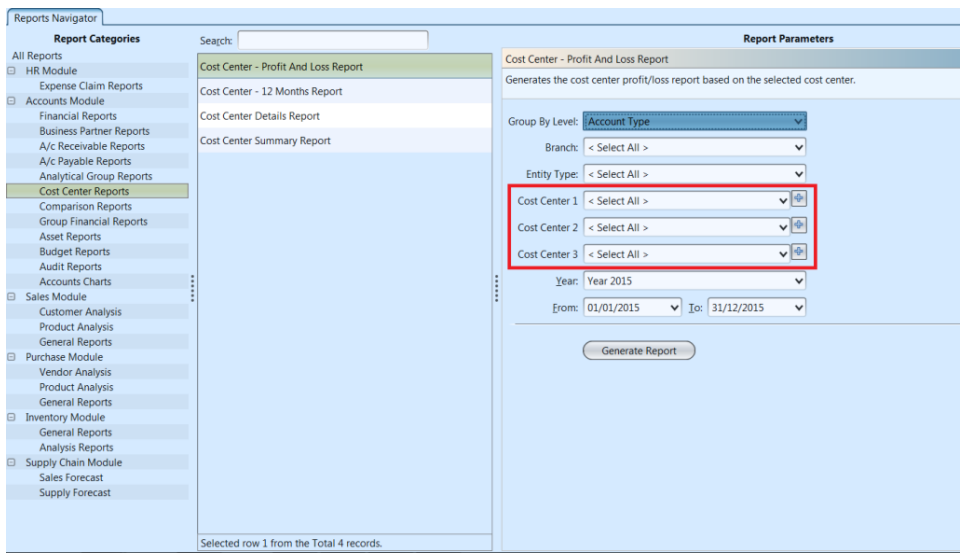 Reports Navigator
Report Categories
All Reports
HR Module
Expense Claim Reports
Accounts Module
Financial Reports
Business Partner Reports
A/c Receivable Reports
A/c Payable Reports
Analytical Group Reports
Cost Center Reports
Comparison Reports
Group Financial Reports
Asset Reports
Budget Reports
Audit Reports
Accounts Charts
Sales Module
Customer Analysis
Product Analysis
General Reports
Purchase Module
Vendor Analysis
Product Analysis
General Reports
Inventory Module
General Reports
Analysis Reports
Supply Chain Module
Sales Forecast
Supply Forecast
Search:
Cost Center - Profit And Loss Report
Cost Center - 12 Months Report
Cost Center Details Report
Cost Center Summary Report
Selected row 1 from the Total 4 records.
Report Parameters
Cost Center - Profit And Loss Report
Generates the cost center profit/loss report based on the selected cost center.
Group By Level: Account Type
Branch: < Select All >
Entity Type: < Select All >
Cost Center 1 < Select All >
Cost Center 2 < Select All >
Cost Center 3 < Select All >
Year: Year 2015
From: 01/01/2015 To: 31/12/2015
Generate Report